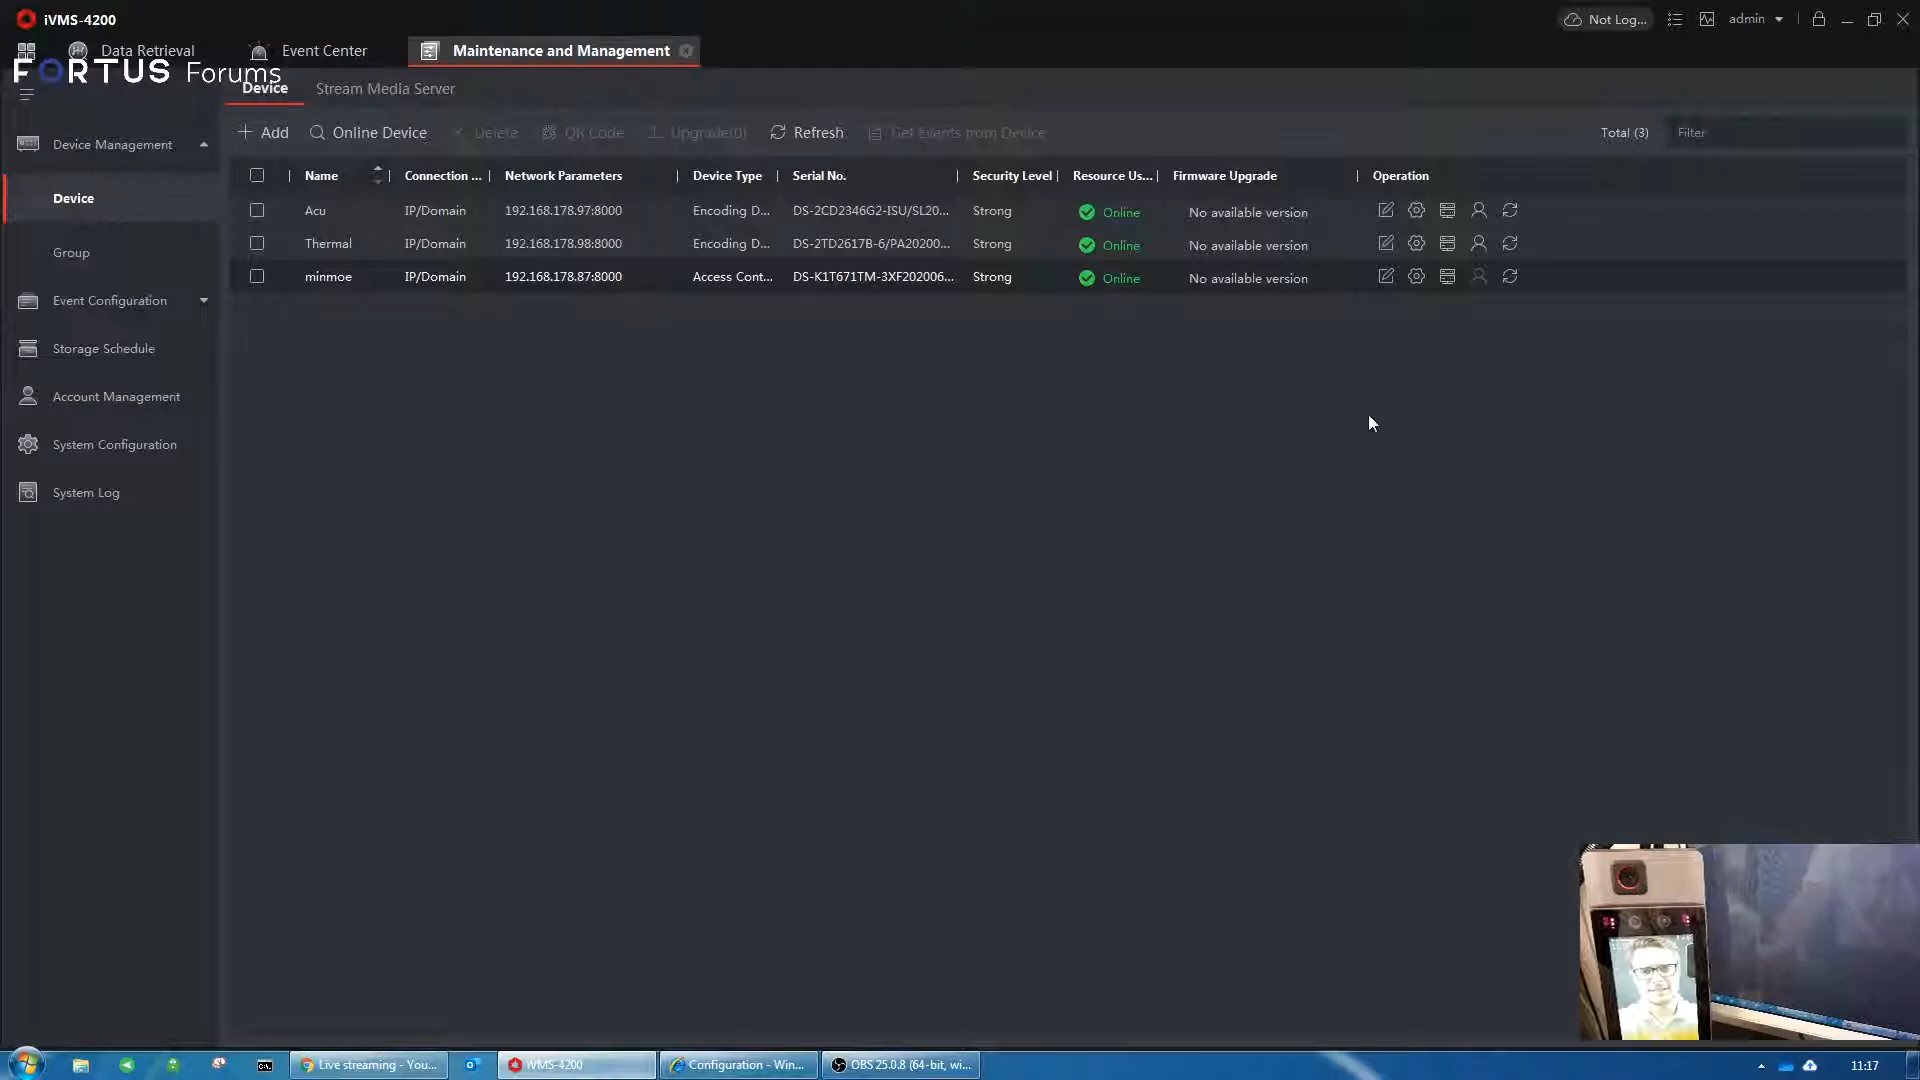 iVMS-4200
Not Log...
admin
Data Retrieval
Event Center
Maintenance and Management
FORTUS Forums
Device
Stream Media Server
Add
Online Device
Delete
QR Code
Upgrade(0)
Refresh
Get Events from Device
Total (3)
Filter
Device Management
Device
Group
Event Configuration
Storage Schedule
Account Management
System Configuration
System Log
Name Connection ... Network Parameters Device Type Serial No. Security Level Resource Us... Firmware Upgrade Operation
Acu IP/Domain 192.168.178.97:8000 Encoding D... DS-2CD2346G2-ISU/SL20... Strong Online No available version
Thermal IP/Domain 192.168.178.98:8000 Encoding D... DS-2TD2617B-6/PA20200... Strong Online No available version
minmoe IP/Domain 192.168.178.87:8000 Access Cont... DS-K1T671TM-3XF202006... Strong Online No available version
Live streaming - You...
iVMS-4200
Configuration - Win...
OBS 25.0.8 (64-bit, wi...
11:17